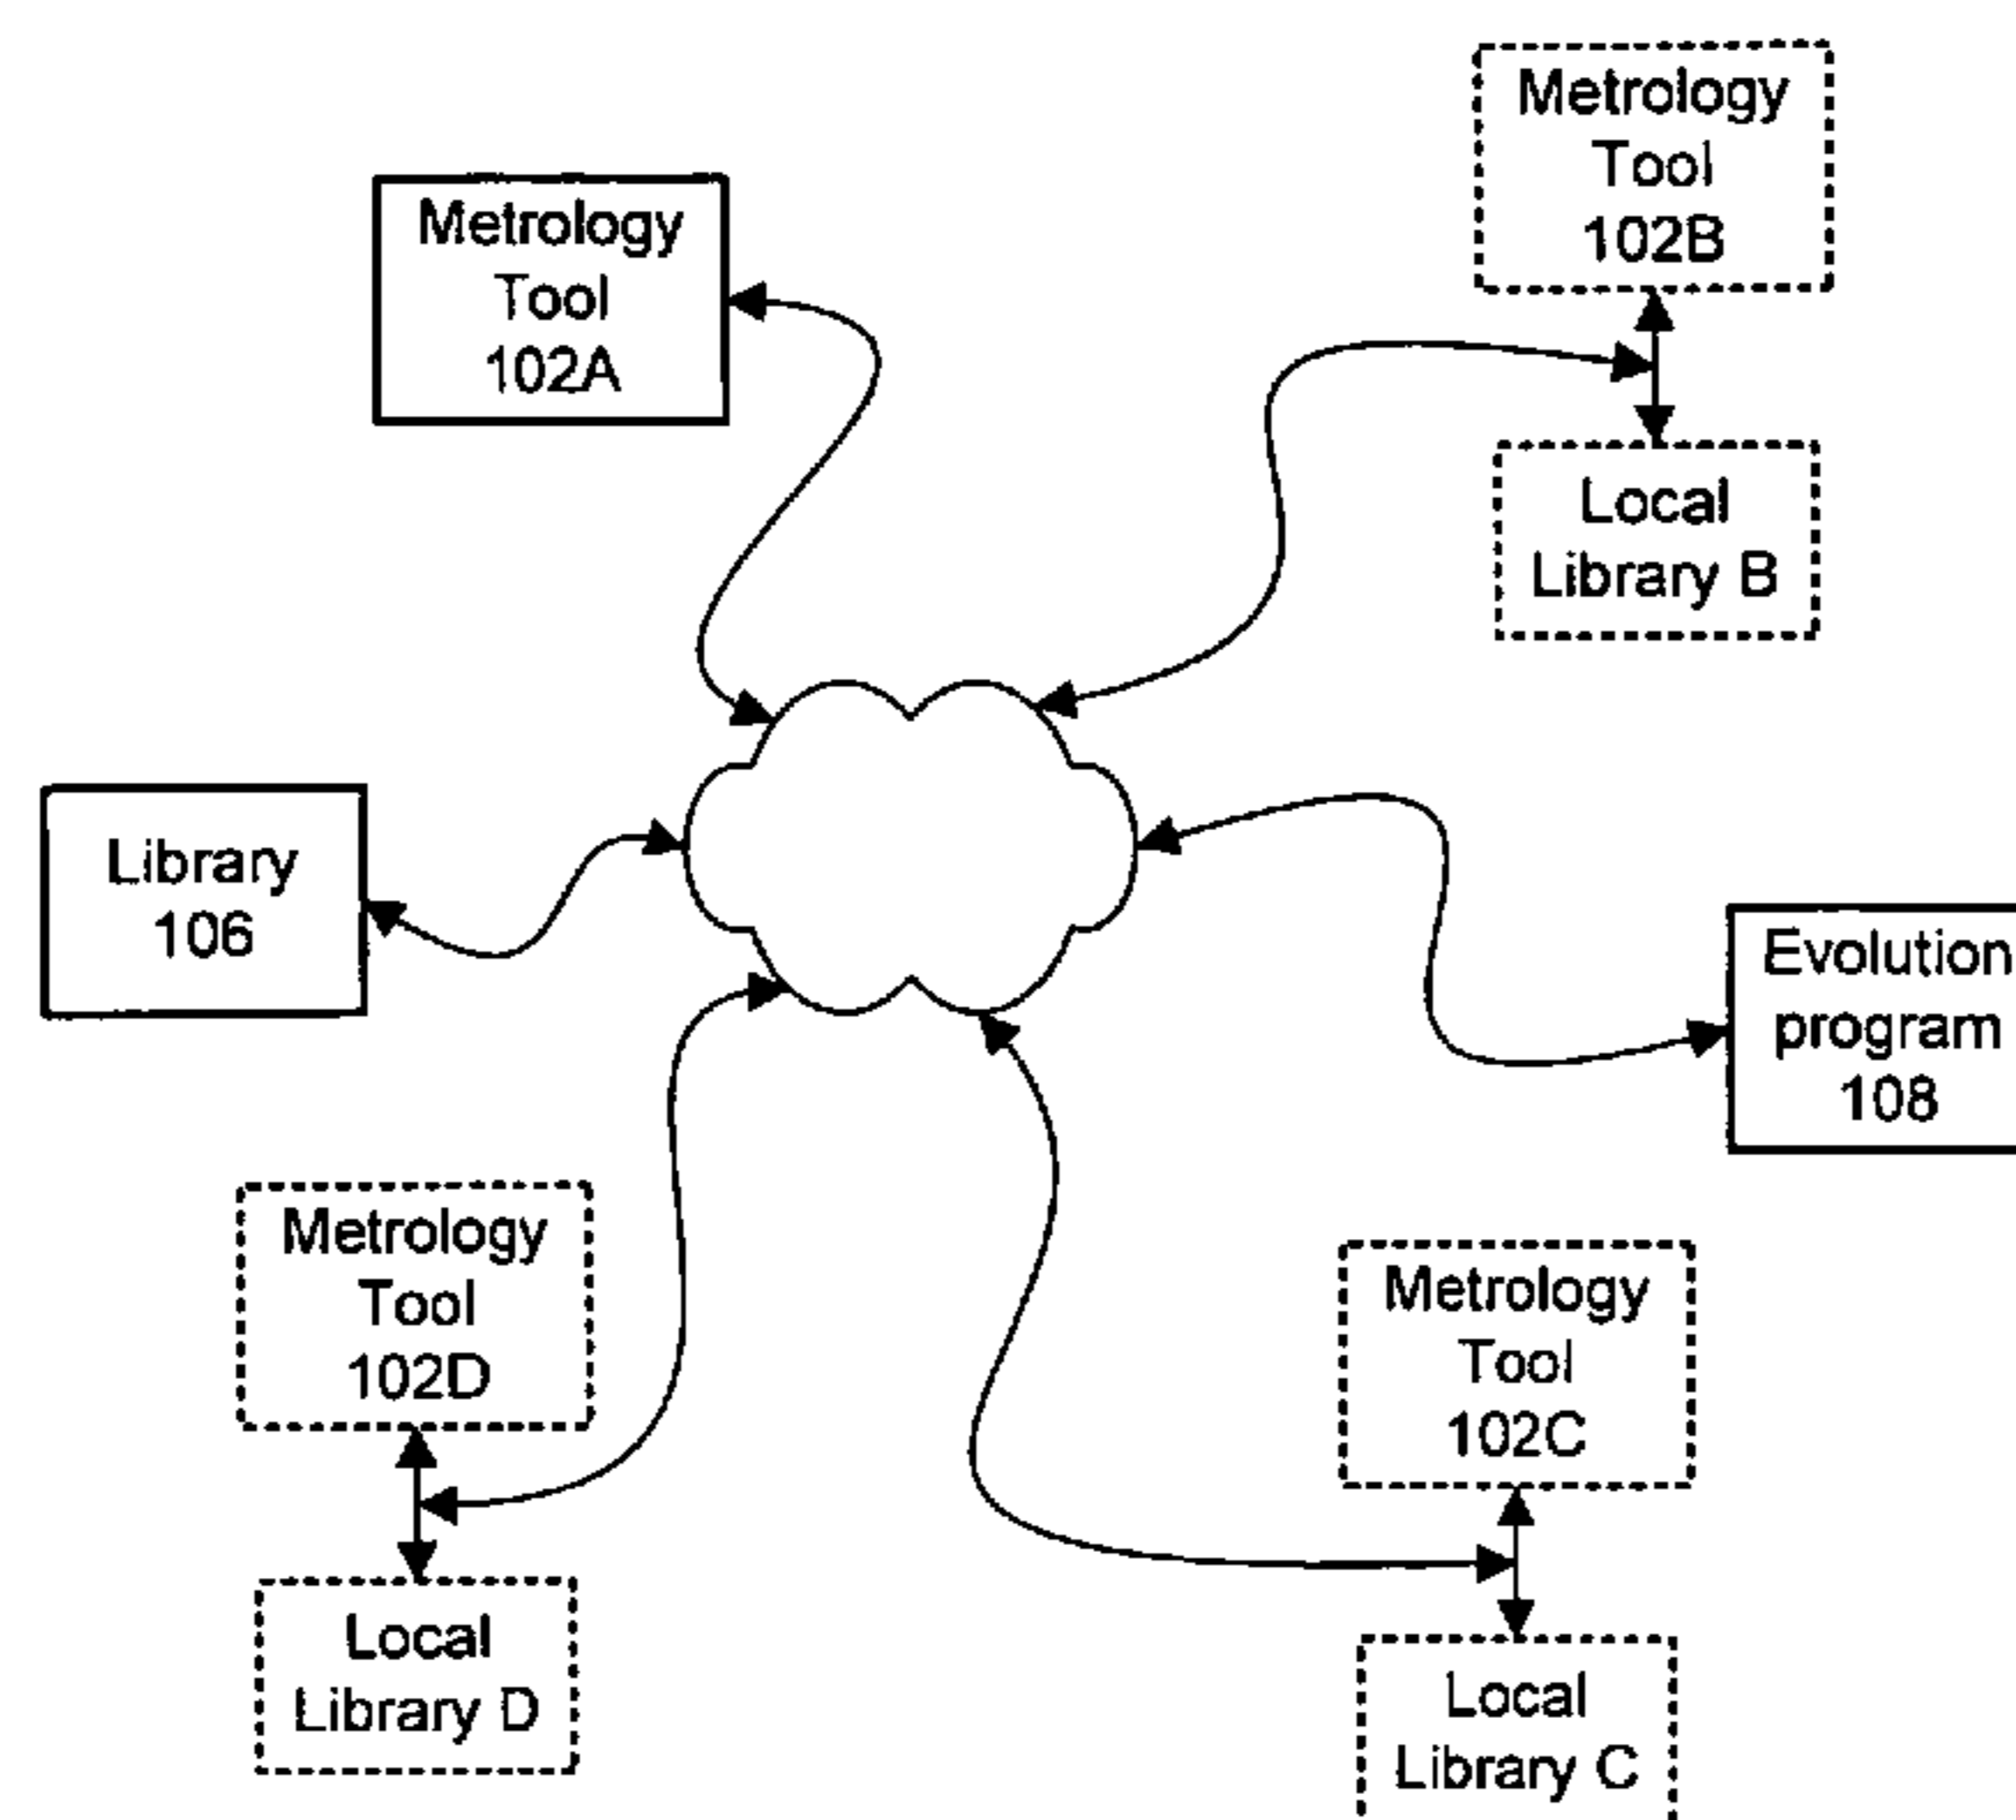 Metrology
Tool
102B
Metrology
Tool
102A
Local
Library B
Library
106
Evolution
program
108
Metrology
Tool
102D
Metrology
Tool
102C
Local
Library D
Local
Library C